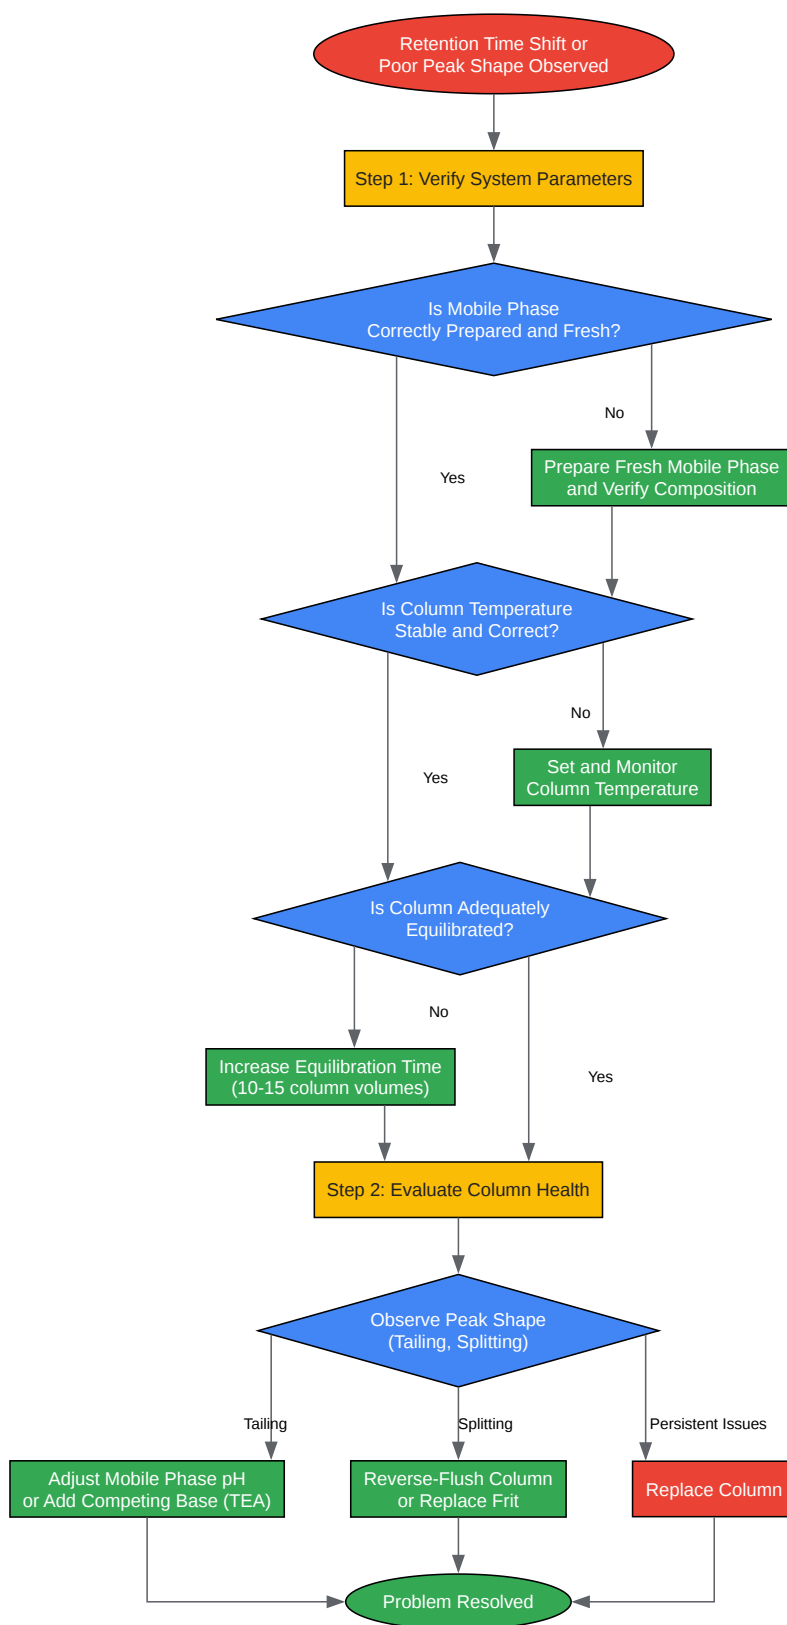 Retention Time Shift or
Poor Peak Shape Observed
Step 1: Verify System Parameters
Is Mobile Phase
Correctly Prepared and Fresh?
No
Prepare Fresh Mobile Phase
and Verify Composition
Yes
Is Column Temperature
Stable and Correct?
No
Set and Monitor
Column Temperature
Yes
Is Column Adequately
Equilibrated?
No
Increase Equilibration Time
(10-15 column volumes)
Yes
Step 2: Evaluate Column Health
Observe Peak Shape
(Tailing, Splitting)
Tailing
Splitting
Persistent Issues
Adjust Mobile Phase pH
or Add Competing Base (TEA)
Reverse-Flush Column
or Replace Frit
Replace Column
Problem Resolved